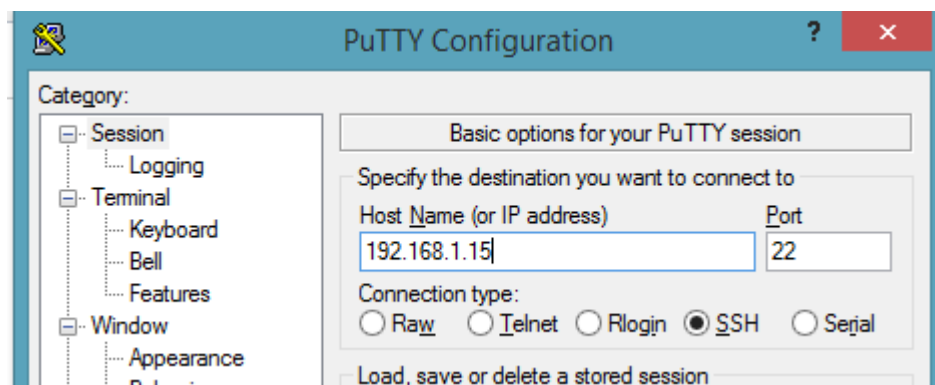 PuTTY Configuration
?
Category:
Session
Logging
Terminal
Keyboard
Bell
Features
Window
Appearance
Basic options for your PuTTY session
Specify the destination you want to connect to
Host Name (or IP address) Port
192.168.1.15 22
Connection type:
Raw Telnet Rlogin SSH Serial
Load, save or delete a stored session